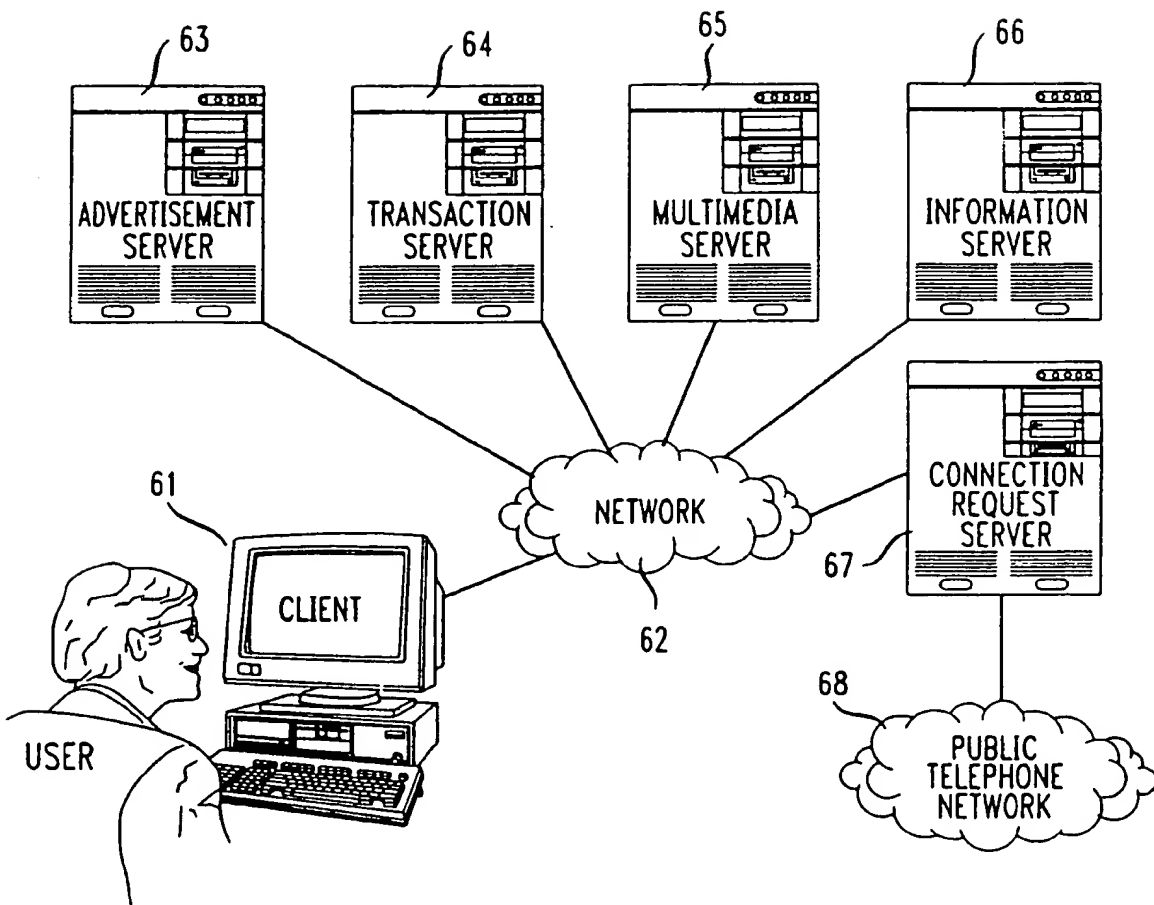 63
64
65
66
ADVERTISEMENT
SERVER
TRANSACTION
SERVER
MULTIMEDIA
SERVER
INFORMATION
SERVER
61
CLIENT
NETWORK
62
CONNECTION
REQUEST
SERVER
67
USER
68
PUBLIC
TELEPHONE
NETWORK